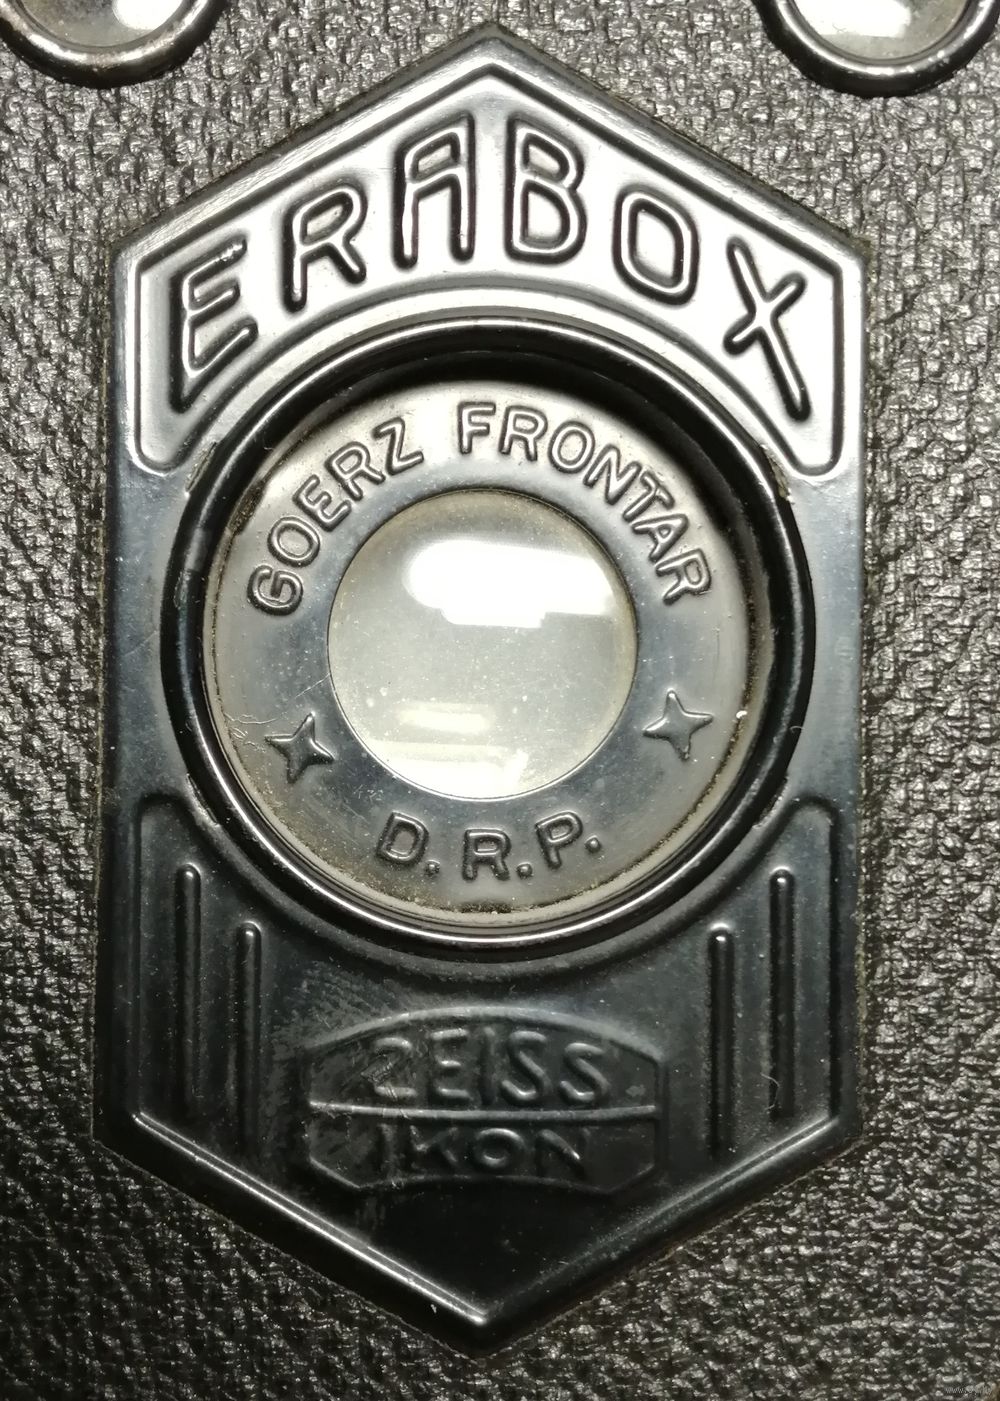 ERABOX
GOERZ FRONTAR
D.R.P.
ZEISS
IKON